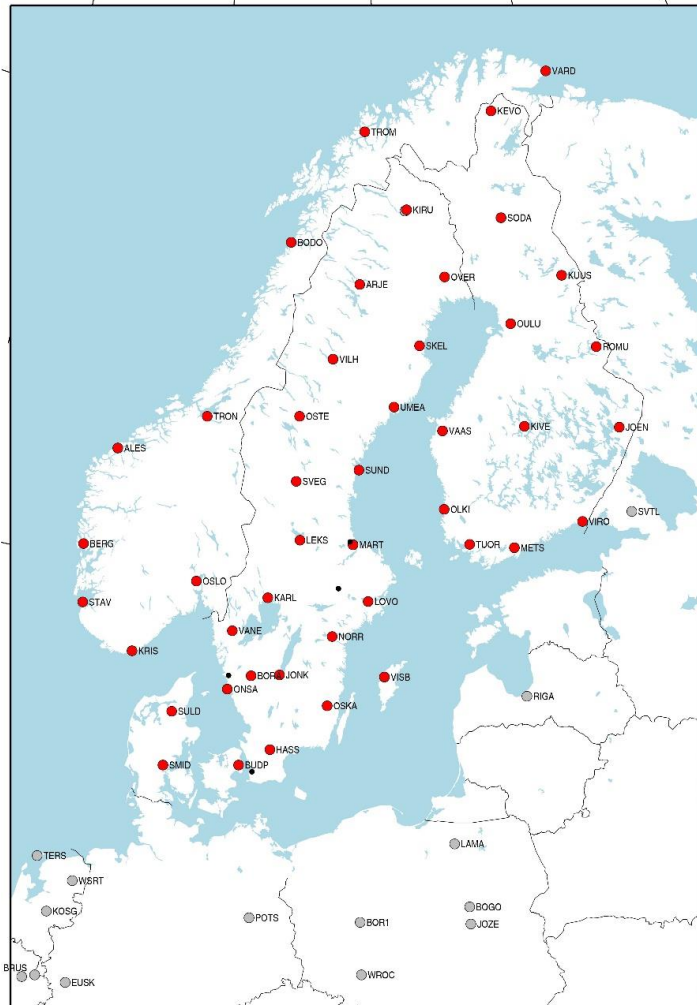 VARD
KEVO
TROM
KIRU
SODA
BODO
KUUS
OVER
ARJE
OULU
SKEL
ROMU
VILH
UMEA
OSTE
TRON
KIVE
JOEN
VAAS
ALES
SUND
SVEG
OLKI
SVTL
VIRO
LEKS
BERG
MART
TUOR
METS
OSLO
KARL
STAV
LOVO
VANE
NORR
KRIS
JONK
VISB
ONSA
RIGA
OSKA
SULD
HASS
SMID
BUDP
LAMA
TERS
WSRT
BOGO
KOSG
POTS
BOR1
JOZE
BRUS
WROC
EUSK